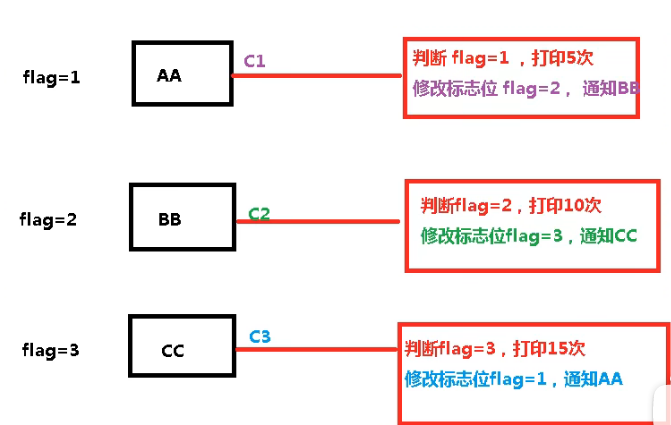 flag=1
AA
C1
判断 flag=1 ，打印5次
修改标志位 flag=2， 通知BB
flag=2
BB
C2
判断flag=2，打印10次
修改标志位flag=3，通知CC
flag=3
CC
C3
判断flag=3，打印15次
修改标志位flag=1，通知AA